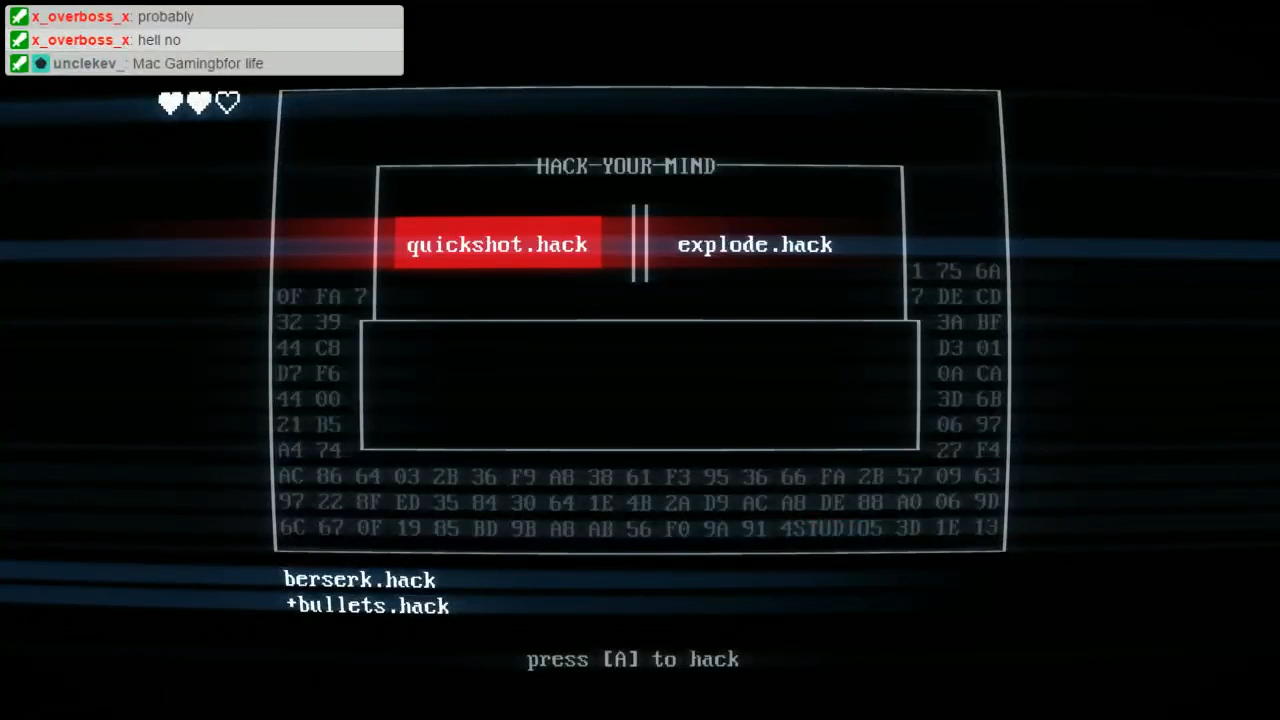 x_overboss_x: probably
x_overboss_x: hell no
unclekev_: Mac Gamingbfor life
HACK-YOUR-MIND
quickshot.hack
explode.hack
1 75 6A
0F FA 7
7 DE CD
32 39
3A BF
44 C8
D3 01
D7 F6
0A CA
44 00
3D 6B
21 B5
06 97
A4 74
27 F4
AC 86 64 03 2B 36 F9 A8 38 61 F3 95 36 66 FA 2B 57 09 63
97 22 8F ED 35 84 30 64 1E 4B 2A D9 AC A8 DE 88 A0 06 9D
6C 67 0F 19 85 BD 9B A8 AB 56 F0 9A 91 4STUDIO5 3D 1E 13
berserk.hack
+bullets.hack
press [A] to hack